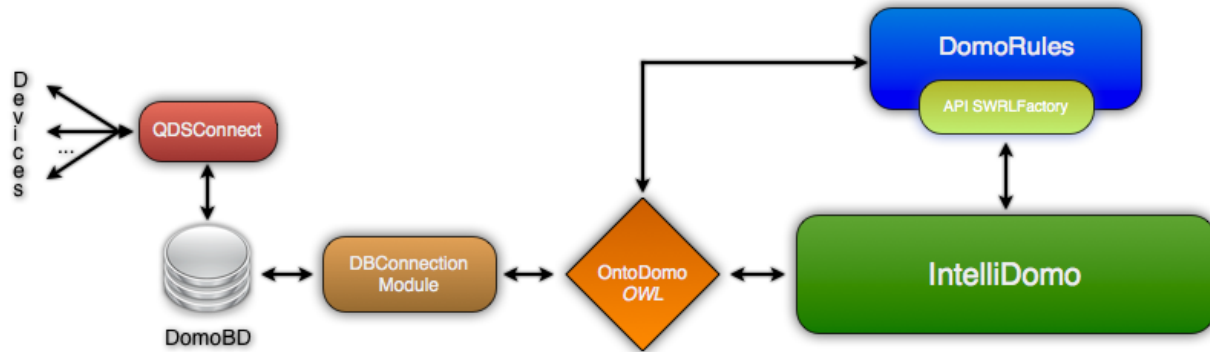 DomoRules
API SWRLFactory
Devices
QDSConnect
...
DBConnection
Module
OntoDomo
OWL
IntelliDomo
DomoBD